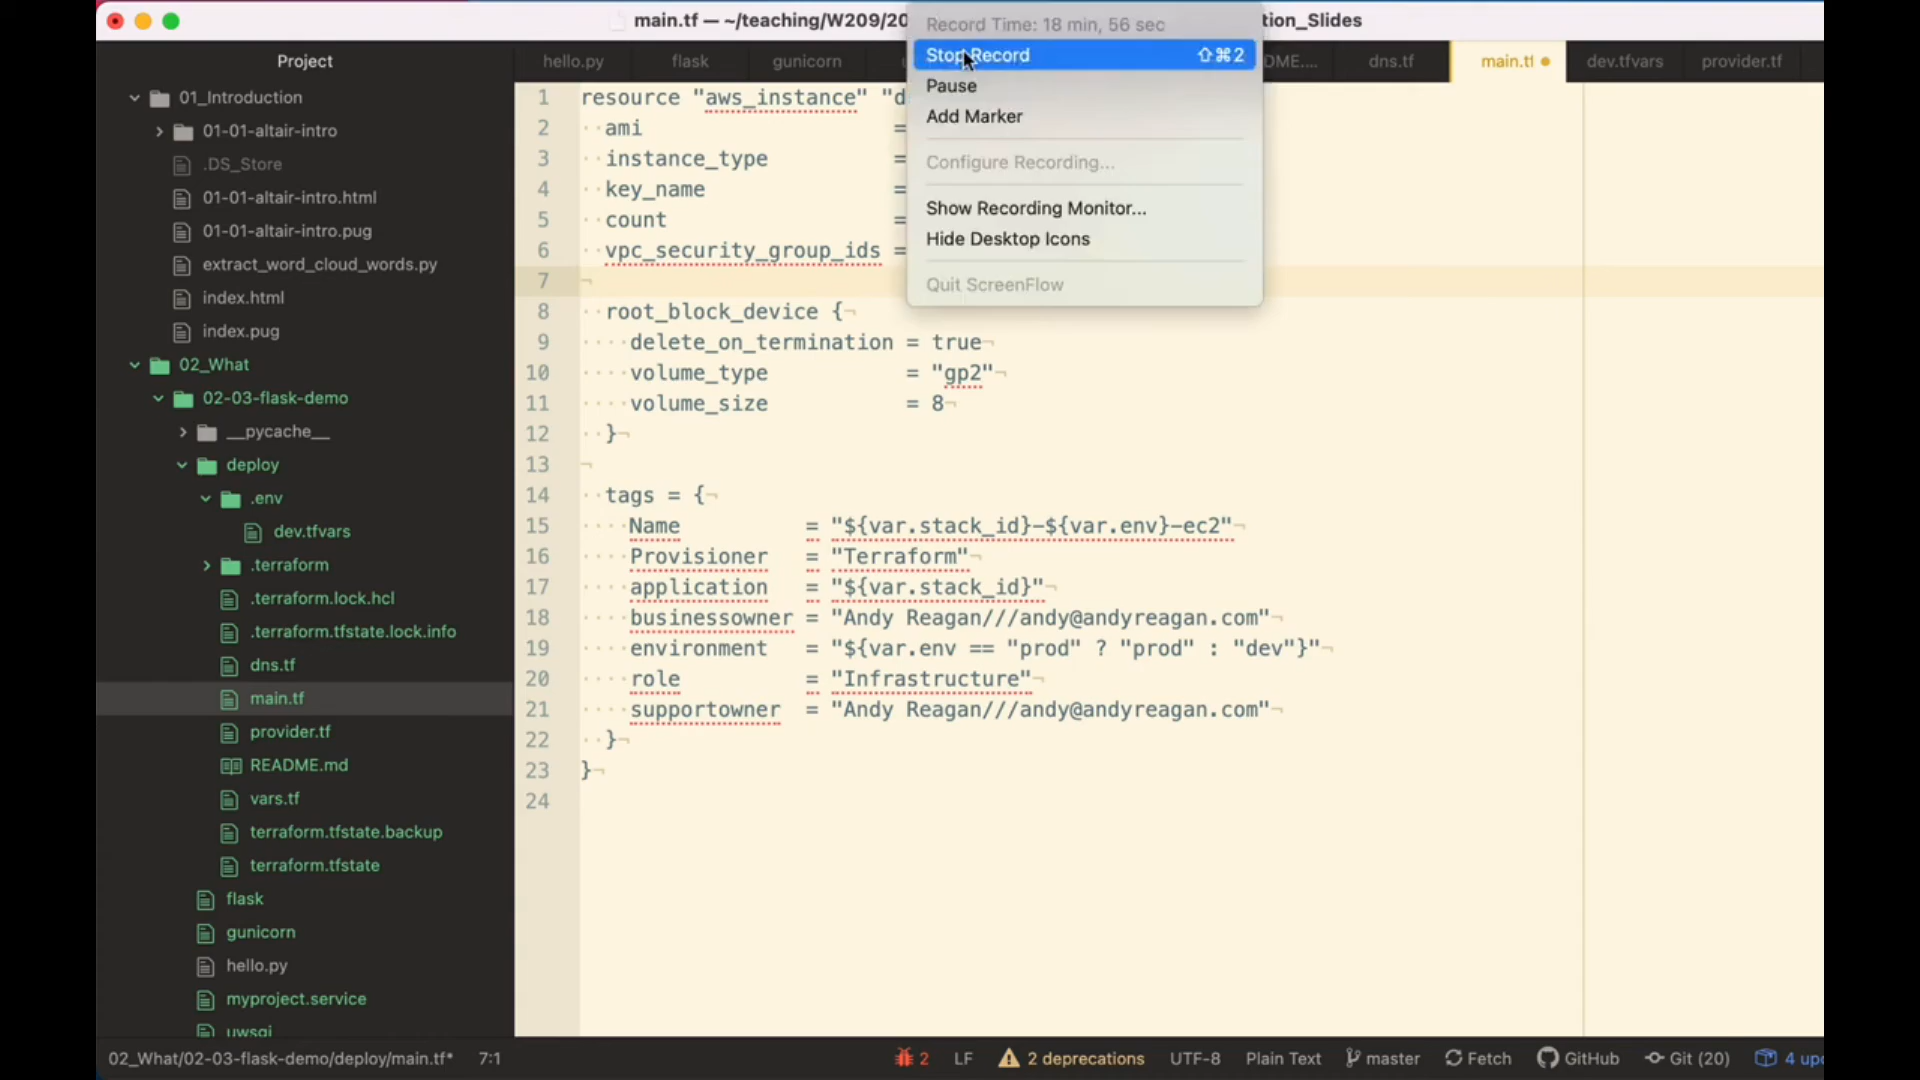 main.tf — ~/teaching/W209/20
tion_Slides
Record Time: 18 min, 56 sec
Stop Record ⇧⌘2
Pause
Add Marker
Configure Recording...
Show Recording Monitor...
Hide Desktop Icons
Quit ScreenFlow
Project
hello.py
flask
gunicorn
DME....
dns.tf
main.tf
dev.tfvars
provider.tf
01_Introduction
01-01-altair-intro
.DS_Store
01-01-altair-intro.html
01-01-altair-intro.pug
extract_word_cloud_words.py
index.html
index.pug
02_What
02-03-flask-demo
__pycache__
deploy
.env
dev.tfvars
.terraform
.terraform.lock.hcl
.terraform.tfstate.lock.info
dns.tf
main.tf
provider.tf
README.md
vars.tf
terraform.tfstate.backup
terraform.tfstate
flask
gunicorn
hello.py
myproject.service
uwsgi
1 resource "aws_instance" "d
2 ami =
3 instance_type =
4 key_name =
5 count =
6 vpc_security_group_ids =
7
8 root_block_device {
9 delete_on_termination = true
10 volume_type = "gp2"
11 volume_size = 8
12 }
13
14 tags = {
15 Name = "${var.stack_id}-${var.env}-ec2"
16 Provisioner = "Terraform"
17 application = "${var.stack_id}"
18 businessowner = "Andy Reagan///andy@andyreagan.com"
19 environment = "${var.env == "prod" ? "prod" : "dev"}"
20 role = "Infrastructure"
21 supportowner = "Andy Reagan///andy@andyreagan.com"
22 }
23 }
24
02_What/02-03-flask-demo/deploy/main.tf* 7:1
2 LF 2 deprecations UTF-8 Plain Text master Fetch GitHub Git (20) 4 up